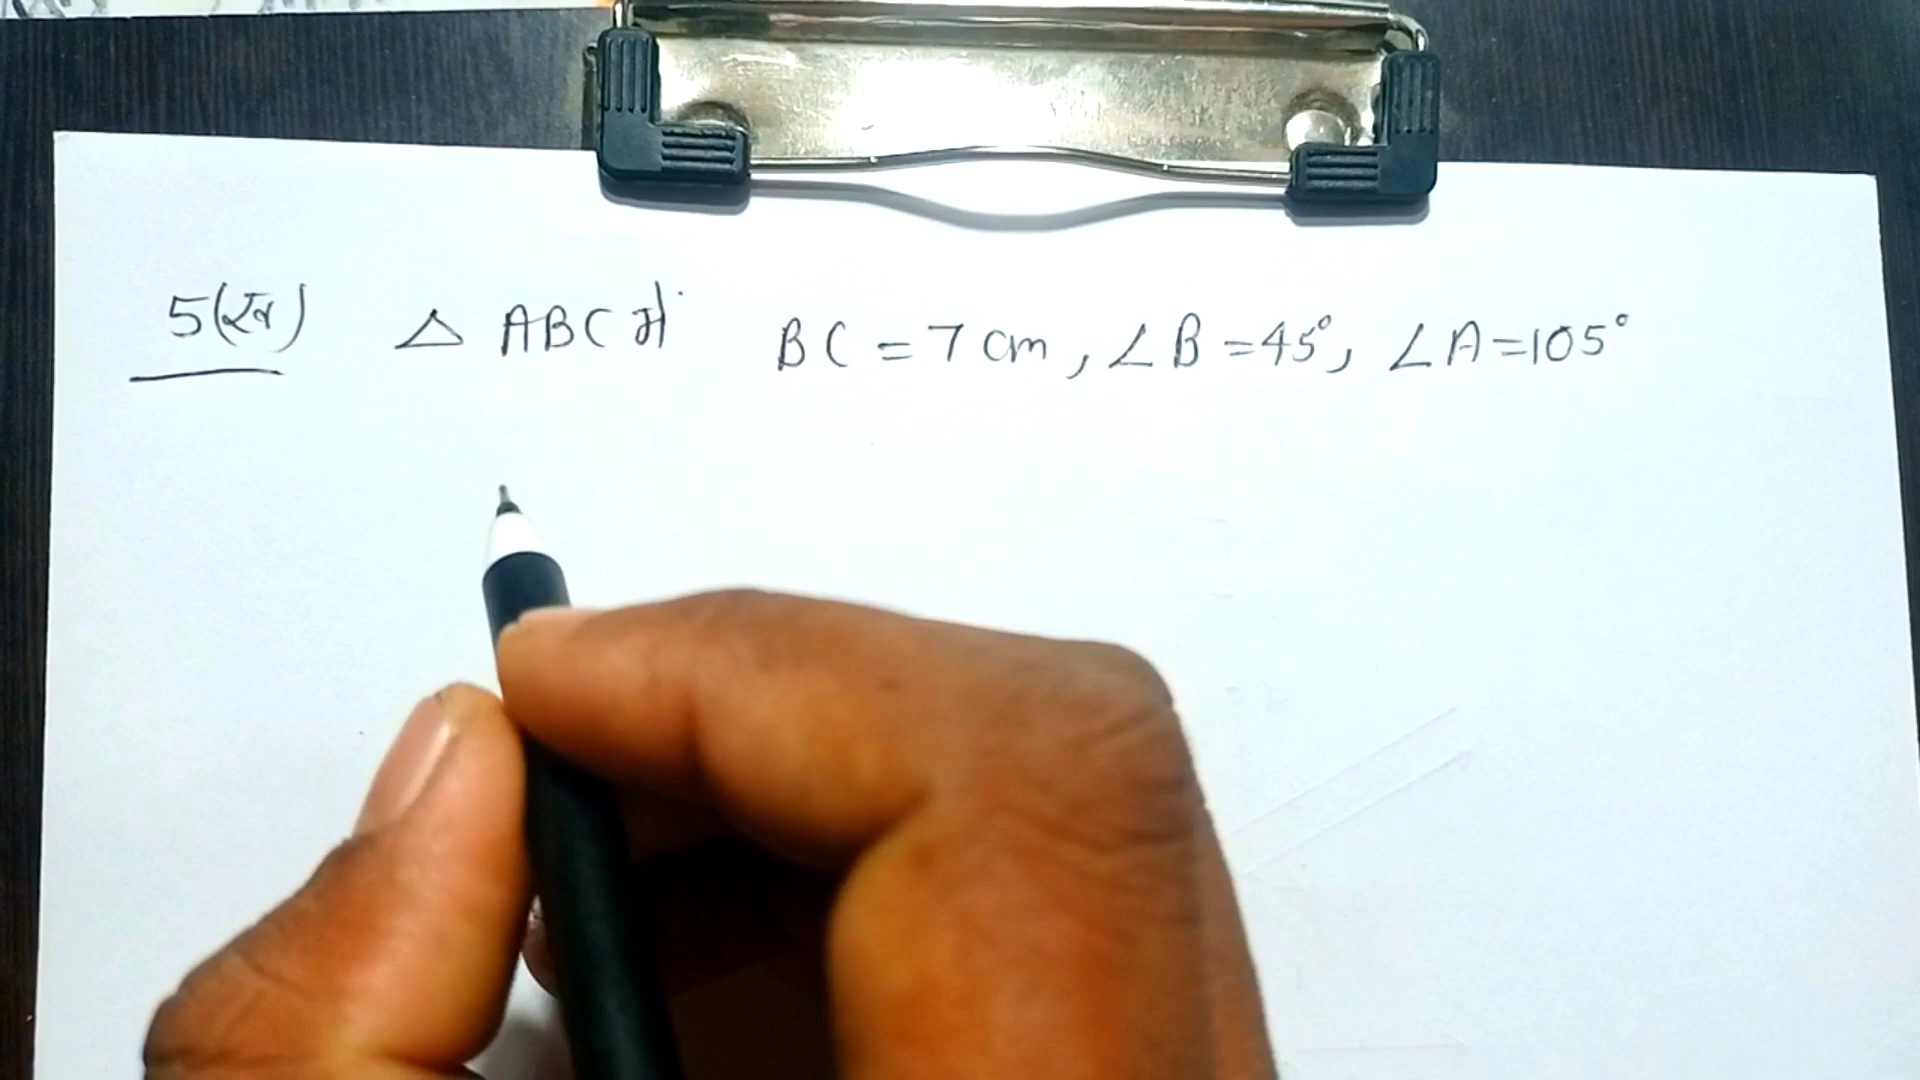 5(ख) △ ABC में BC = 7 cm, ∠B = 45°, ∠A = 105°